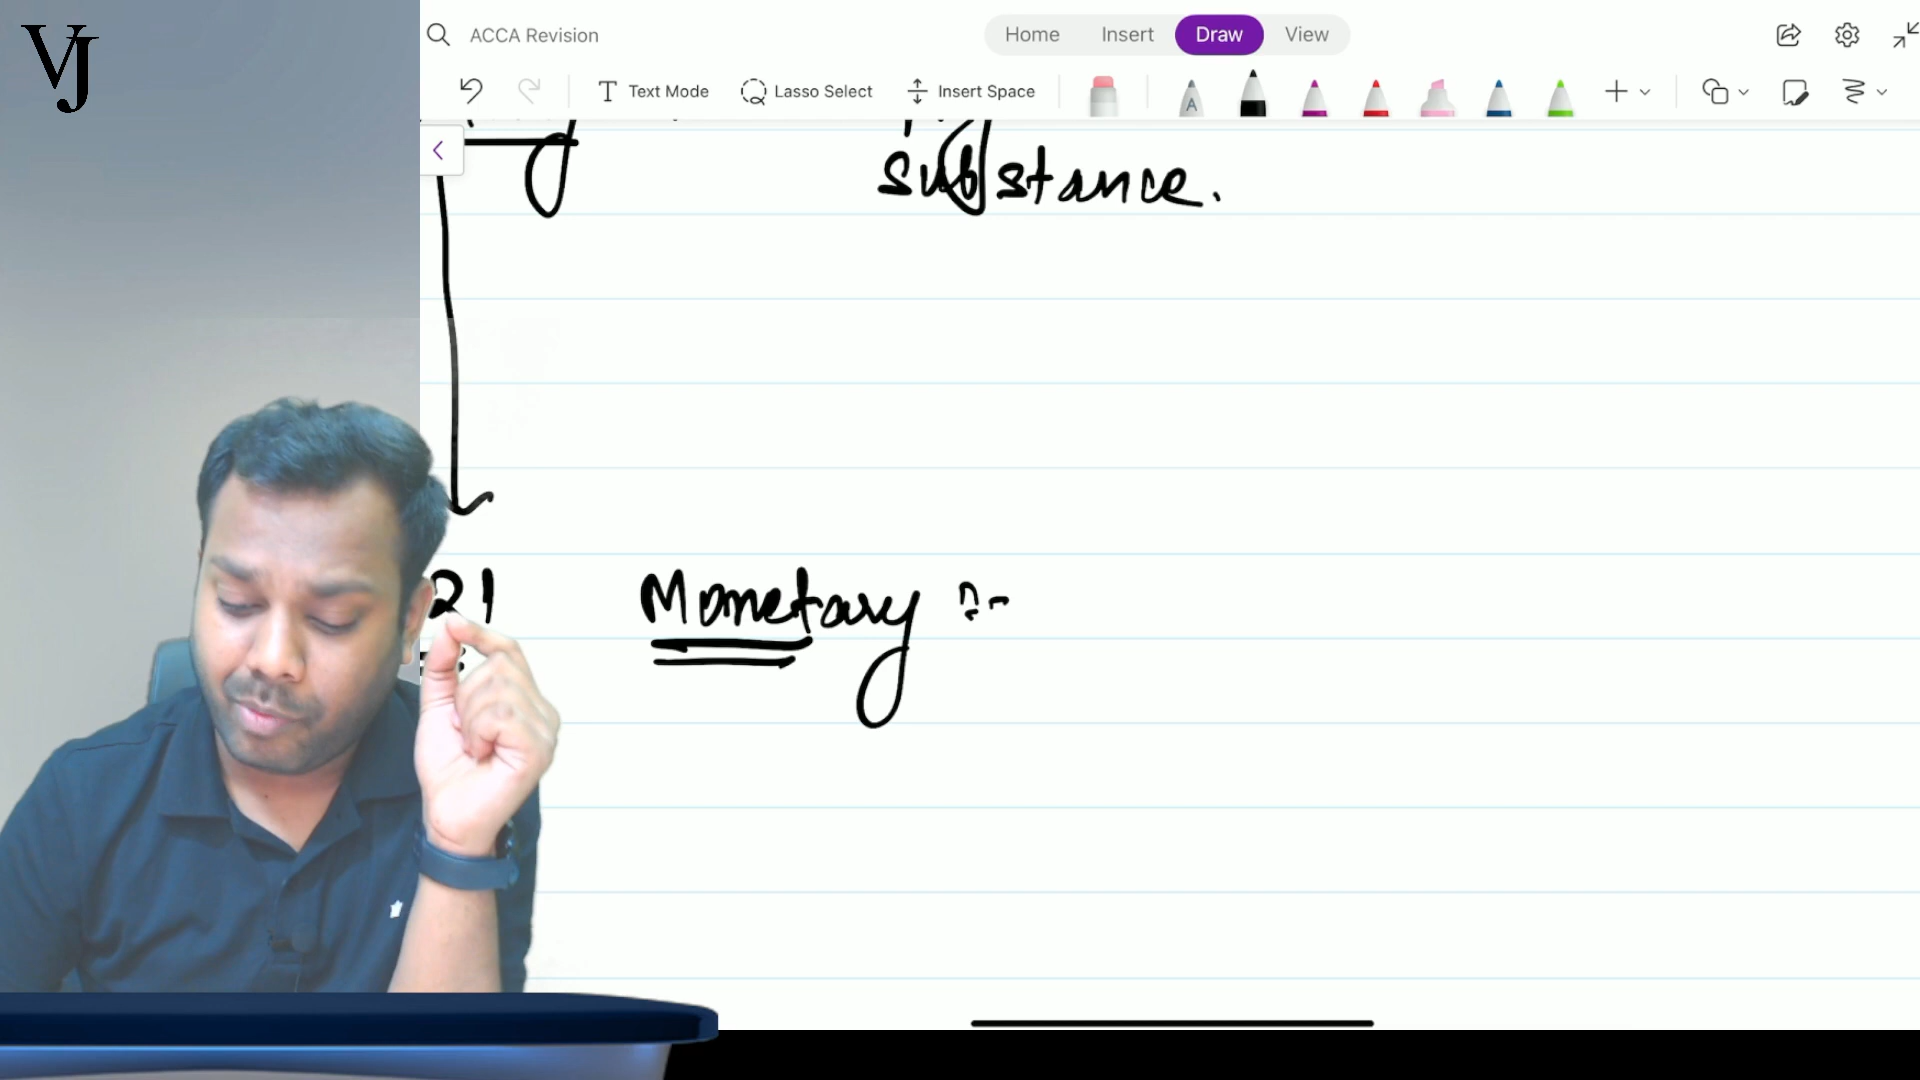 VJ
ACCA Revision
Home Insert Draw View
Text Mode Lasso Select Insert Space
A
substance.
21 Monetary :-